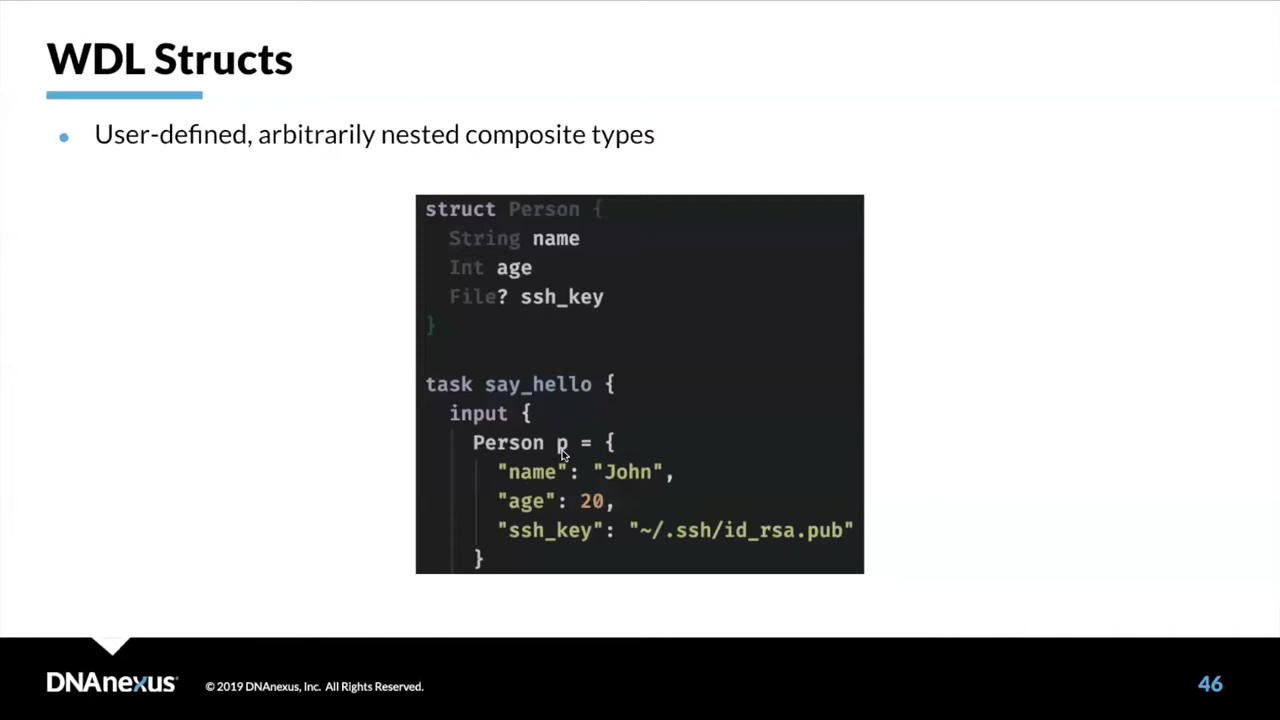 WDL Structs
• User-defined, arbitrarily nested composite types
struct Person {
String name
Int age
File? ssh_key
}
task say_hello {
input {
Person p = {
"name": "John",
"age": 20,
"ssh_key": "~/.ssh/id_rsa.pub"
}
DNAnexus
© 2019 DNAnexus, Inc. All Rights Reserved.
46